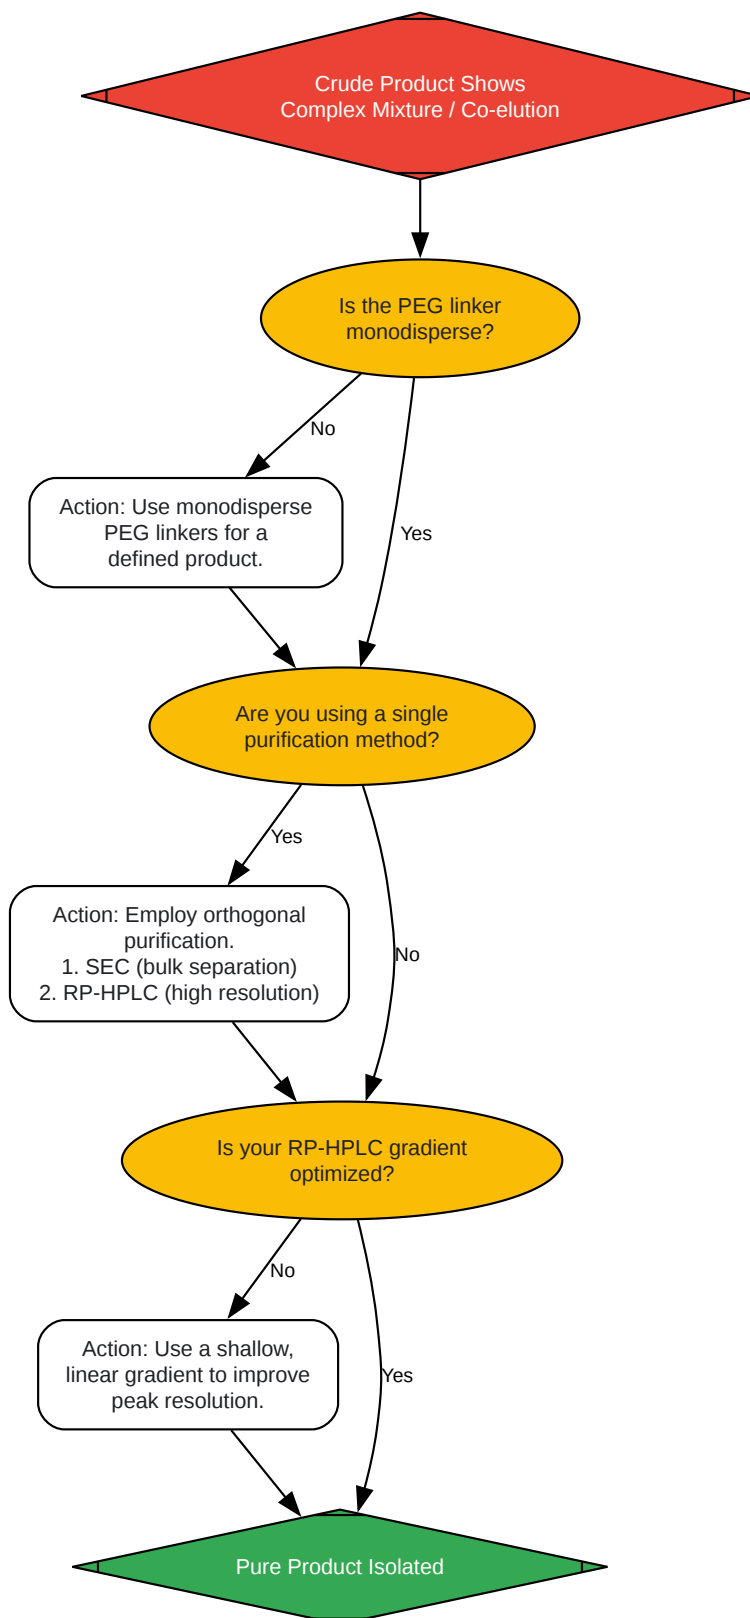 Crude Product Shows
Complex Mixture / Co-elution
Is the PEG linker
monodisperse?
No
Action: Use monodisperse
PEG linkers for a
defined product.
Yes
Are you using a single
purification method?
Yes
Action: Employ orthogonal
purification.
1. SEC (bulk separation)
2. RP-HPLC (high resolution)
No
Is your RP-HPLC gradient
optimized?
No
Action: Use a shallow,
linear gradient to improve
peak resolution.
Yes
Pure Product Isolated